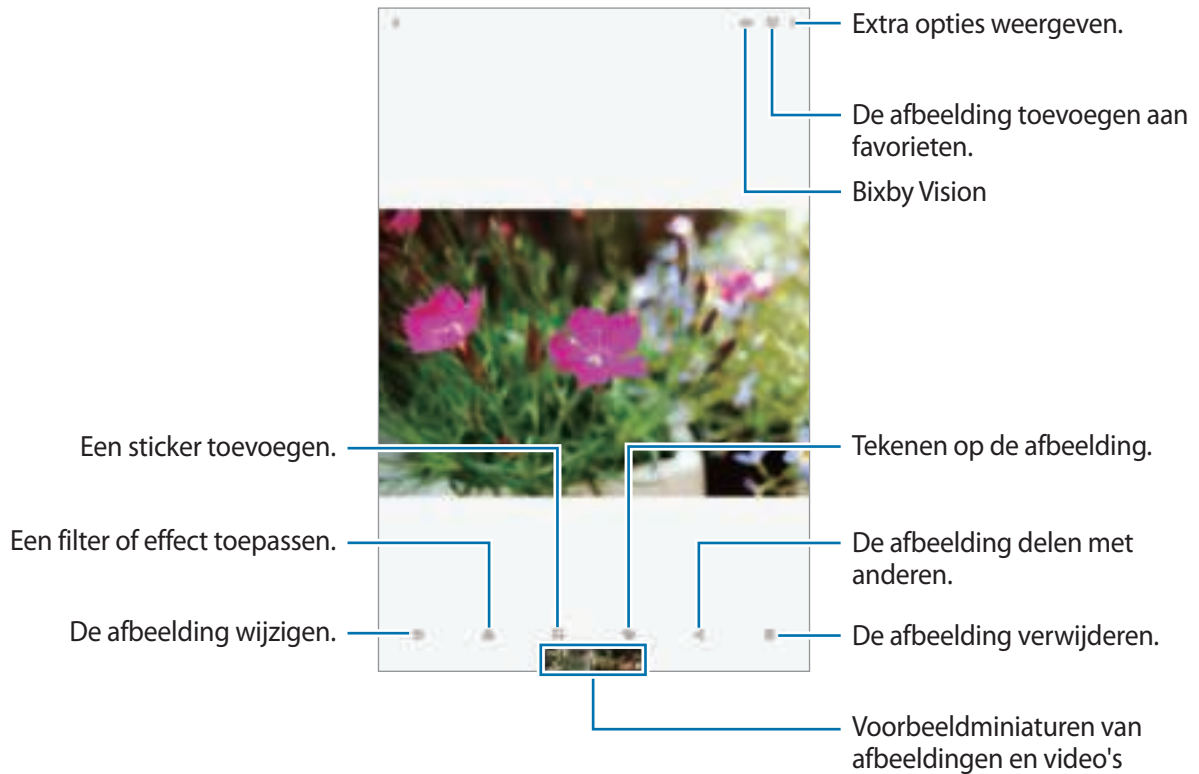 Extra opties weergeven.
De afbeelding toevoegen aan
favorieten.
Bixby Vision
Een sticker toevoegen.
Tekenen op de afbeelding.
Een filter of effect toepassen.
De afbeelding delen met
anderen.
De afbeelding wijzigen.
De afbeelding verwijderen.
Voorbeeldminiaturen van
afbeeldingen en video's